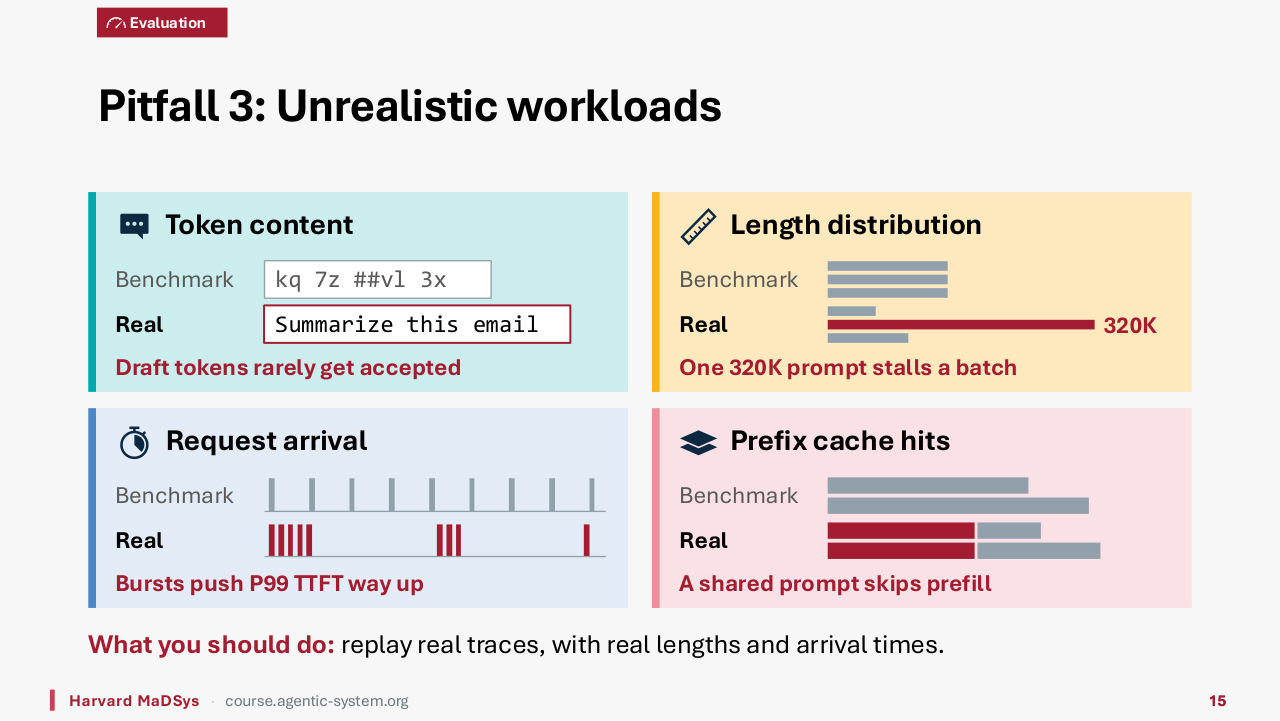 Evaluation
Pitfall 3: Unrealistic workloads
Token content
Benchmark
kq 7z ##vl 3x
Real
Summarize this email
Draft tokens rarely get accepted
Length distribution
Benchmark
Real
320K
One 320K prompt stalls a batch
Request arrival
Benchmark
Real
Bursts push P99 TTFT way up
Prefix cache hits
Benchmark
Real
A shared prompt skips prefill
What you should do: replay real traces, with real lengths and arrival times.
Harvard MaDSys · course.agentic-system.org
15